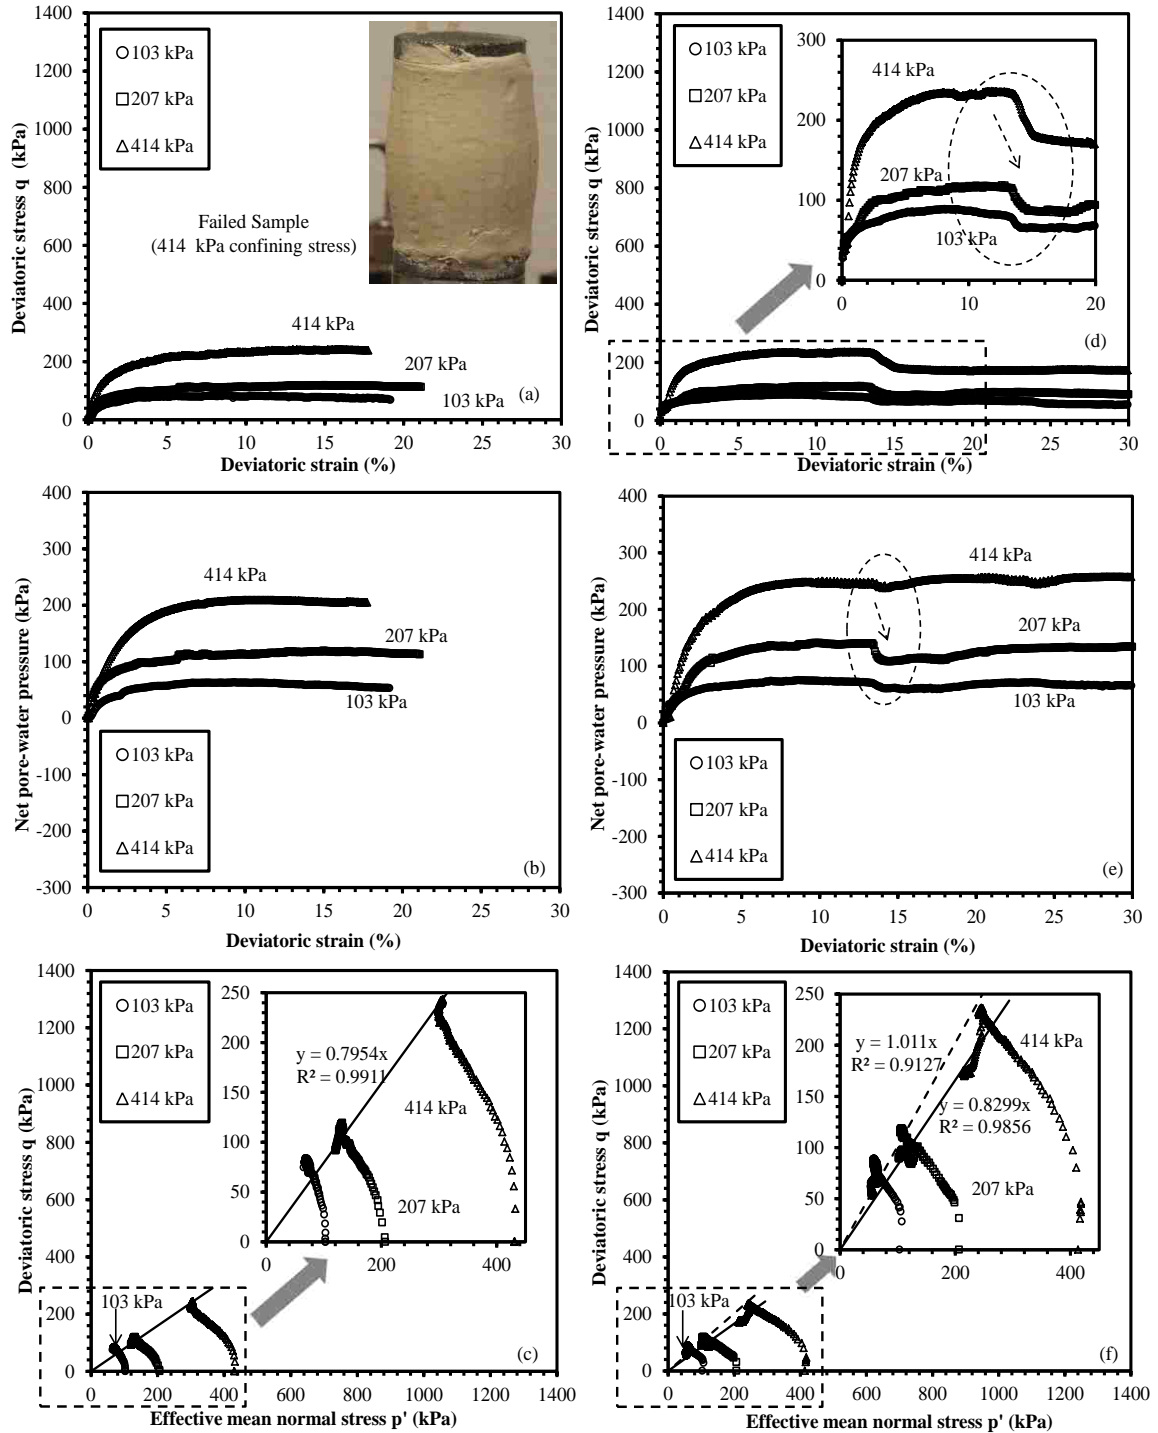 1400
1200
1000
800
600
400
200
0
Deviatoric stress q (kPa)
103 kPa
207 kPa
414 kPa
Failed Sample
(414 kPa confining stress)
414 kPa
207 kPa
103 kPa
(a)
0 5 10 15 20 25 30
Deviatoric strain (%)
1400
1200
1000
800
600
400
200
0
Deviatoric stress q (kPa)
103 kPa
207 kPa
414 kPa
300
200
100
0
414 kPa
207 kPa
103 kPa
0 10 20
(d)
0 5 10 15 20 25 30
Deviatoric strain (%)
400
300
200
100
0
-100
-200
-300
Net pore-water pressure (kPa)
414 kPa
207 kPa
103 kPa
103 kPa
207 kPa
414 kPa
(b)
0 5 10 15 20 25 30
Deviatoric strain (%)
400
300
200
100
0
-100
-200
-300
Net pore-water pressure (kPa)
414 kPa
207 kPa
103 kPa
103 kPa
207 kPa
414 kPa
(e)
0 5 10 15 20 25 30
Deviatoric strain (%)
1400
1200
1000
800
600
400
200
0
Deviatoric stress q (kPa)
103 kPa
207 kPa
414 kPa
250
200
150
100
50
0
y = 0.7954x
R² = 0.9911
414 kPa
207 kPa
0 200 400
103 kPa
(c)
0 200 400 600 800 1000 1200 1400
Effective mean normal stress p' (kPa)
1400
1200
1000
800
600
400
200
0
Deviatoric stress q (kPa)
103 kPa
207 kPa
414 kPa
250
200
150
100
50
0
y = 1.011x
R² = 0.9127
414 kPa
y = 0.8299x
R² = 0.9856
207 kPa
0 200 400
103 kPa
(f)
0 200 400 600 800 1000 1200 1400
Effective mean normal stress p' (kPa)